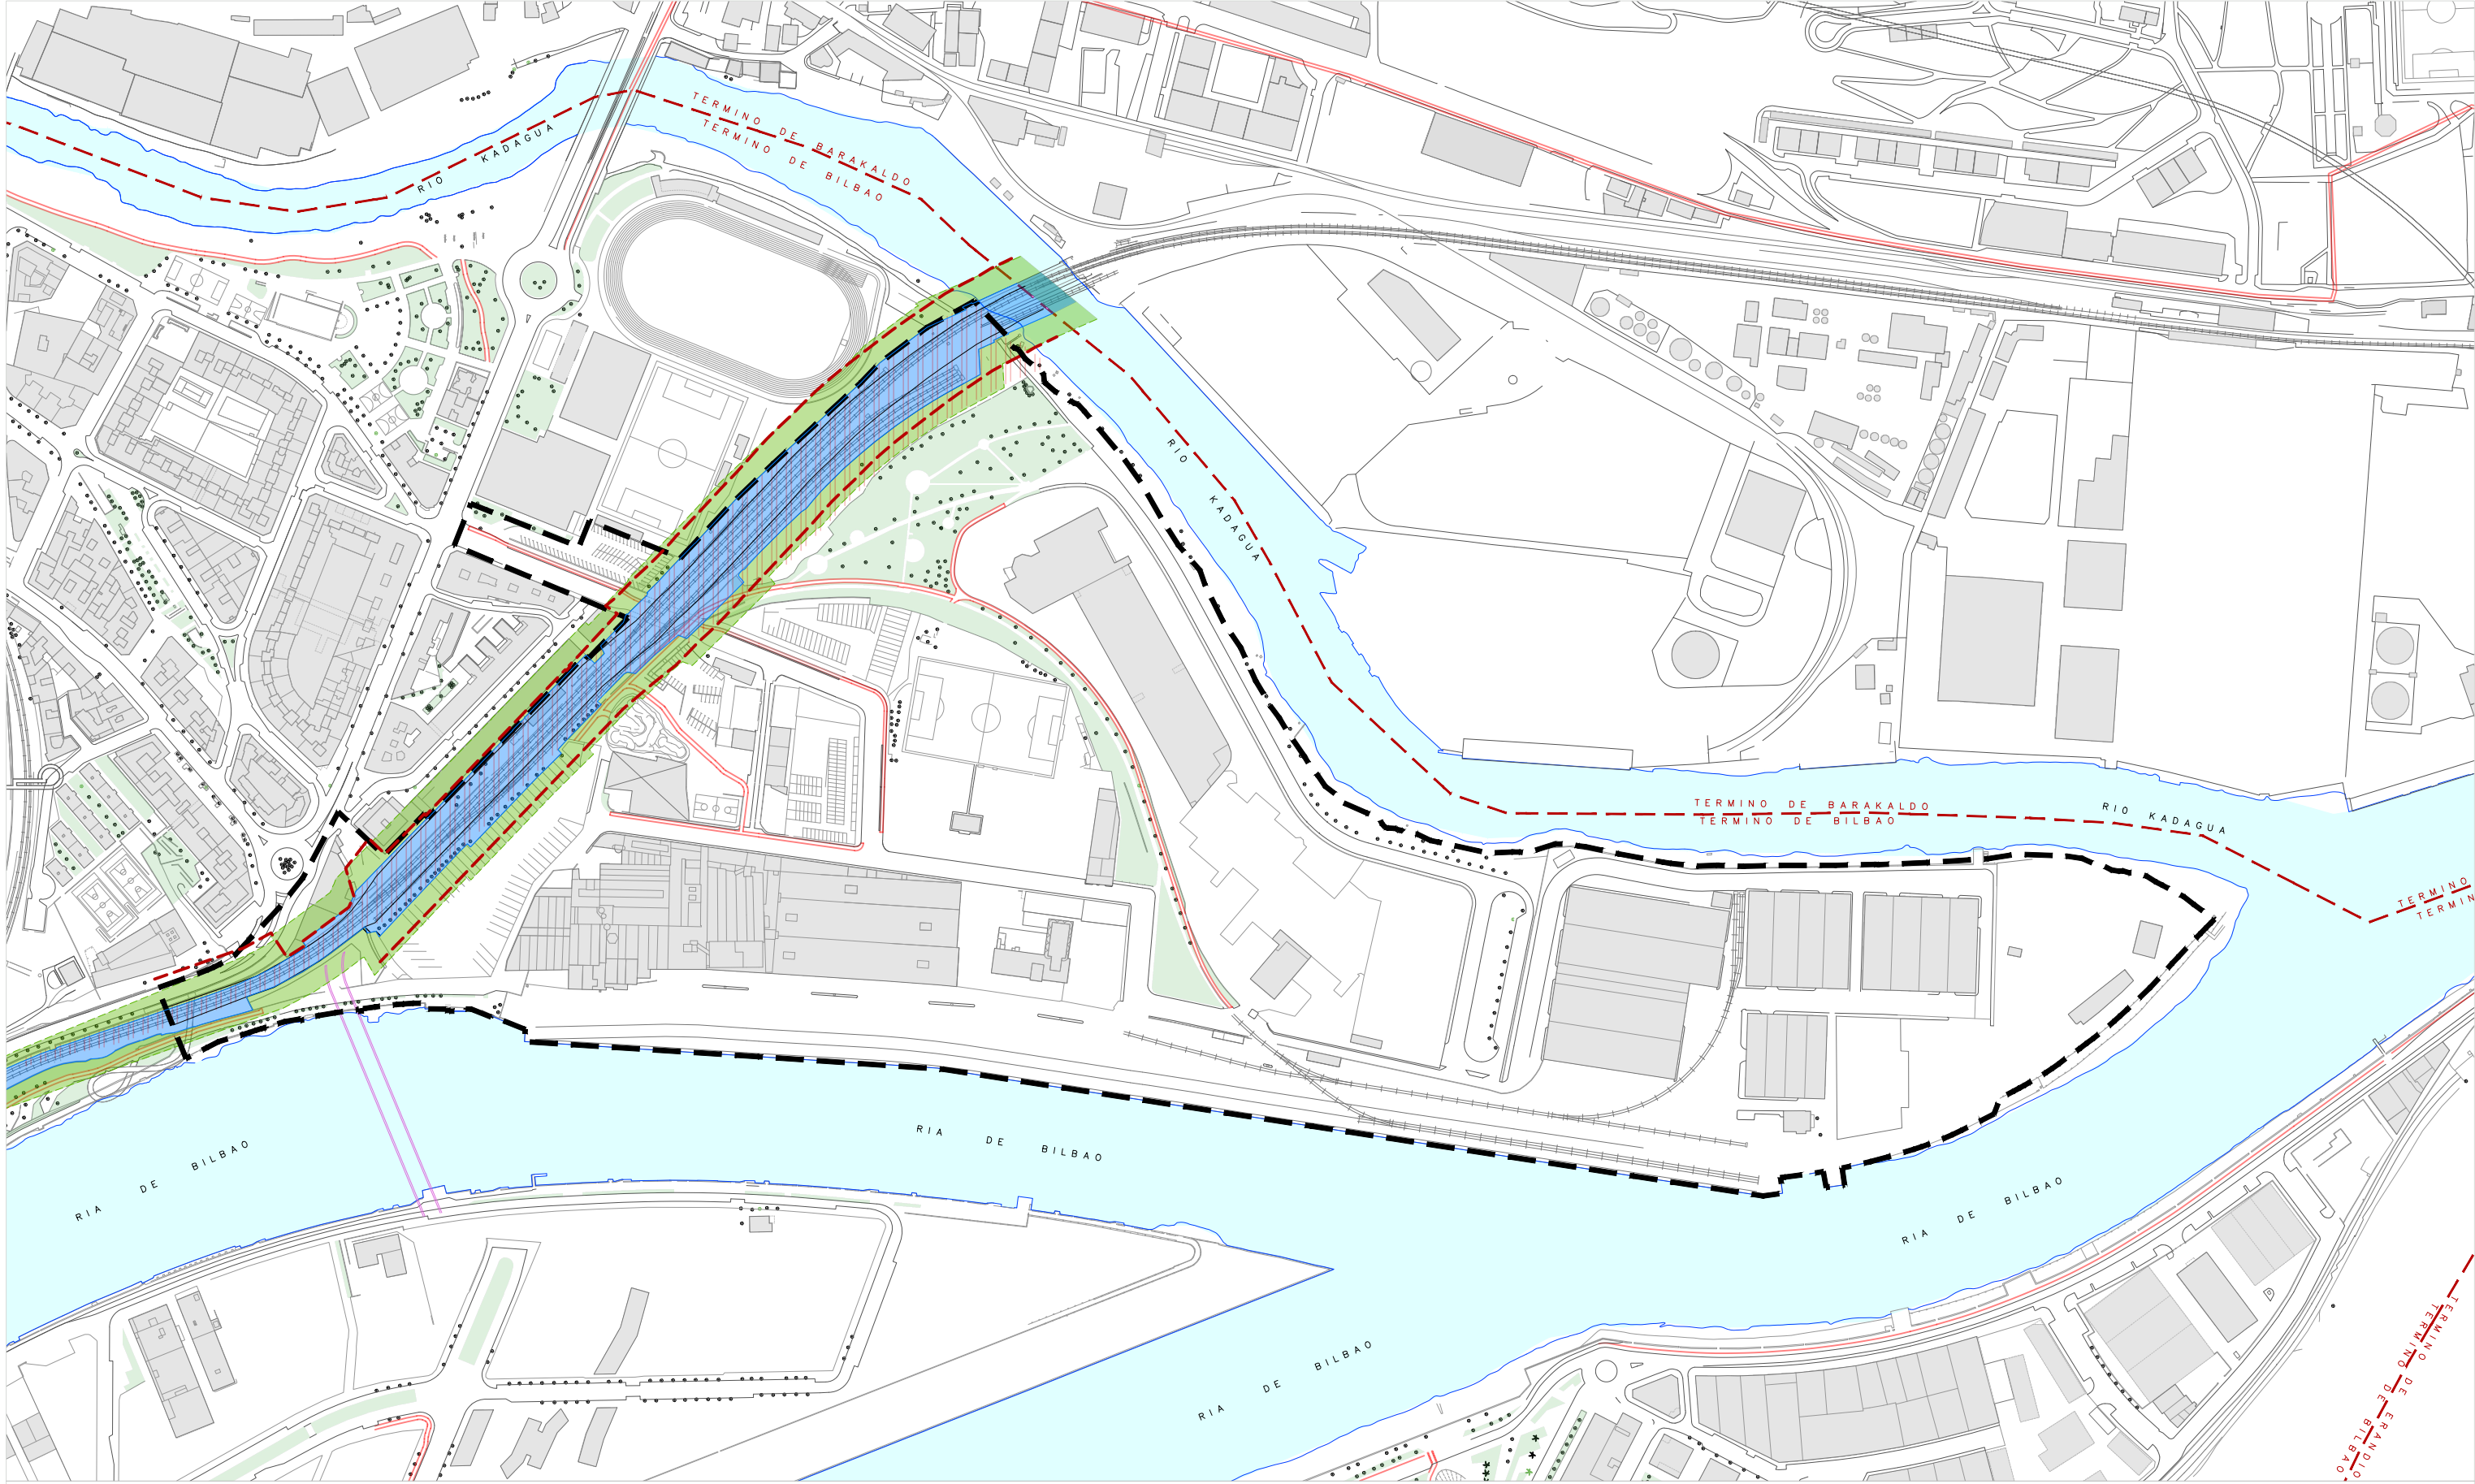 TERMINO DE BARAKALDO
TERMINO DE BILBAO
RIO KADAGUA
RIO KADAGUA
TERMINO DE BARAKALDO
TERMINO DE BILBAO
RIO KADAGUA
TERMINO
TERMIN
RIA DE BILBAO
RIA DE BILBAO
RIA DE BILBAO
RIA DE BILBAO
TERMINO DE ERANDIO
TERMINO DE BILBAO